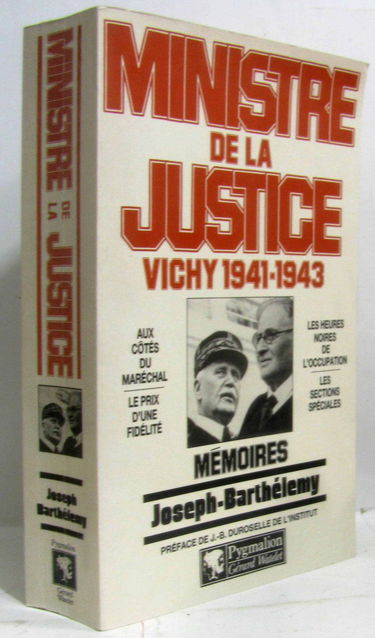 MINISTRE
DE LA
JUSTICE
VICHY 1941-1943
AUX
CÔTÉS
DU
MARÉCHAL
LE PRIX
D'UNE
FIDÉLITÉ
LES HEURES
NOIRES
DE
L'OCCUPATION
LES
SECTIONS
SPÉCIALES
MÉMOIRES
Joseph-Barthélemy
PRÉFACE DE J.-B. DUROSELLE DE L'INSTITUT
Pygmalion
Gérard Watelet
MINISTRE
DE
LA
JUSTICE
Joseph
Barthélemy
Pygmalion
Gérard
Watelet